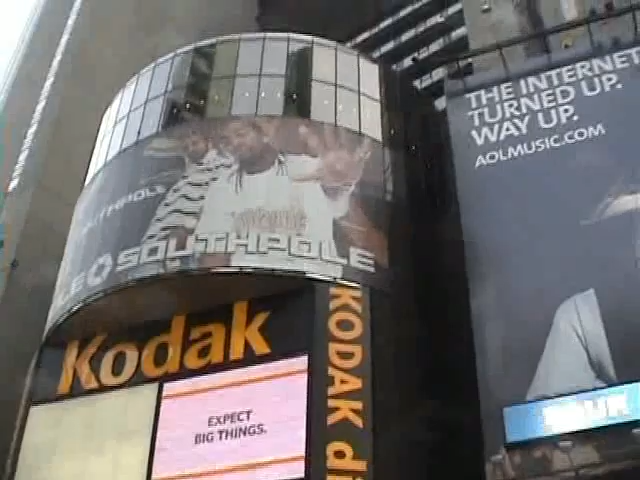 THE INTERNET
TURNED UP.
WAY UP.
AOLMUSIC.COM
SOUTHPOLE
SOUTHPOLE
Kodak
KODAK
EXPECT
BIG THINGS.